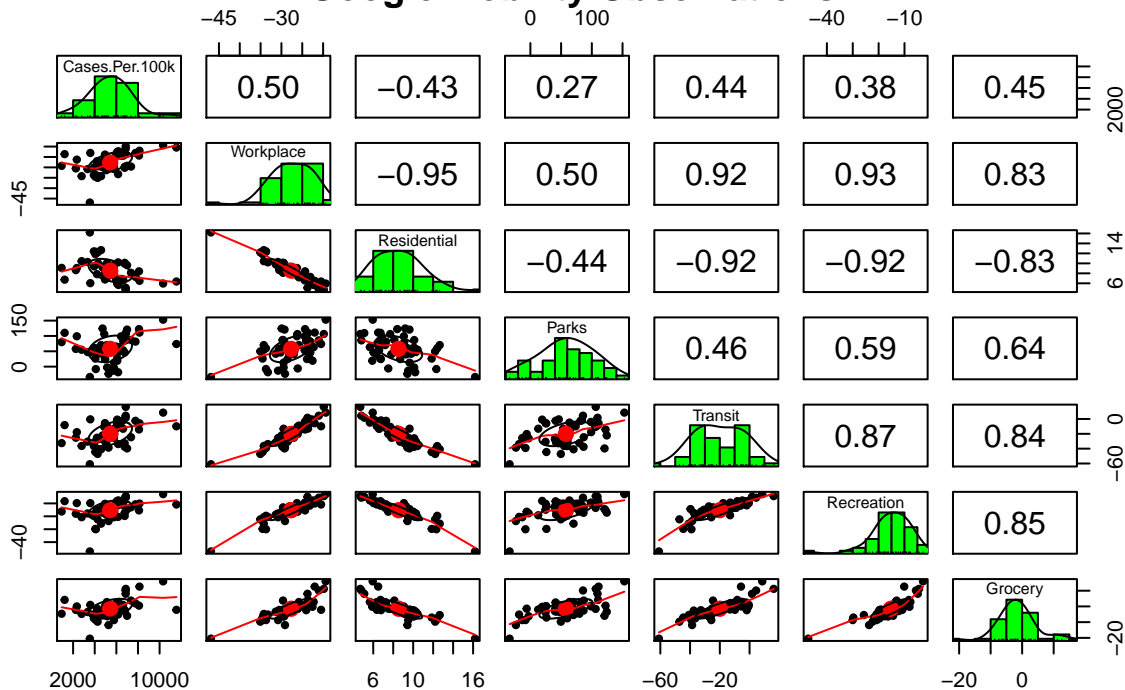 Google Mobility Observations
−45 −30 0 100 −40 −10
Cases.Per.100k 0.50 −0.43 0.27 0.44 0.38 0.45 2000
−45 Workplace −0.95 0.50 0.92 0.93 0.83
Residential −0.44 −0.92 −0.92 −0.83 6 14
0 150 Parks 0.46 0.59 0.64
Transit 0.87 0.84 −60 0
−40 Recreation 0.85
Grocery −20
2000 10000 6 10 16 −60 −20 −20 0